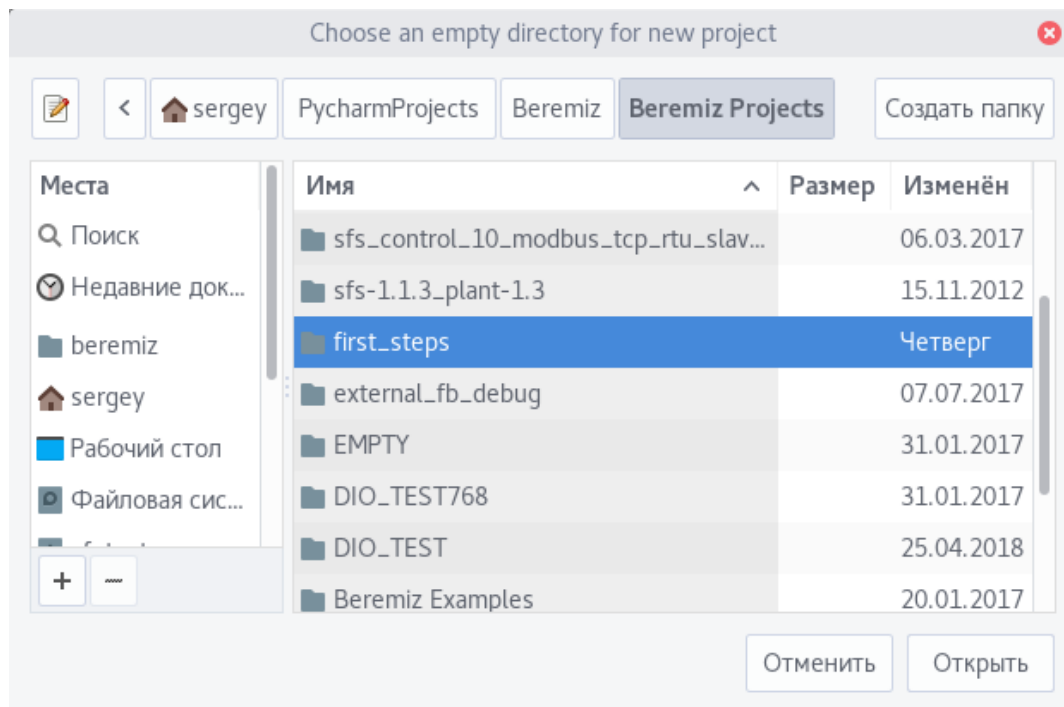 Choose an empty directory for new project
sergey PycharmProjects Beremiz Beremiz Projects Создать папку
Места
Поиск
Недавние док...
beremiz
sergey
Рабочий стол
Файловая сис...
Имя Размер Изменён
sfs_control_10_modbus_tcp_rtu_slav... 06.03.2017
sfs-1.1.3_plant-1.3 15.11.2012
first_steps Четверг
external_fb_debug 07.07.2017
EMPTY 31.01.2017
DIO_TEST768 31.01.2017
DIO_TEST 25.04.2018
Beremiz Examples 20.01.2017
Отменить Открыть